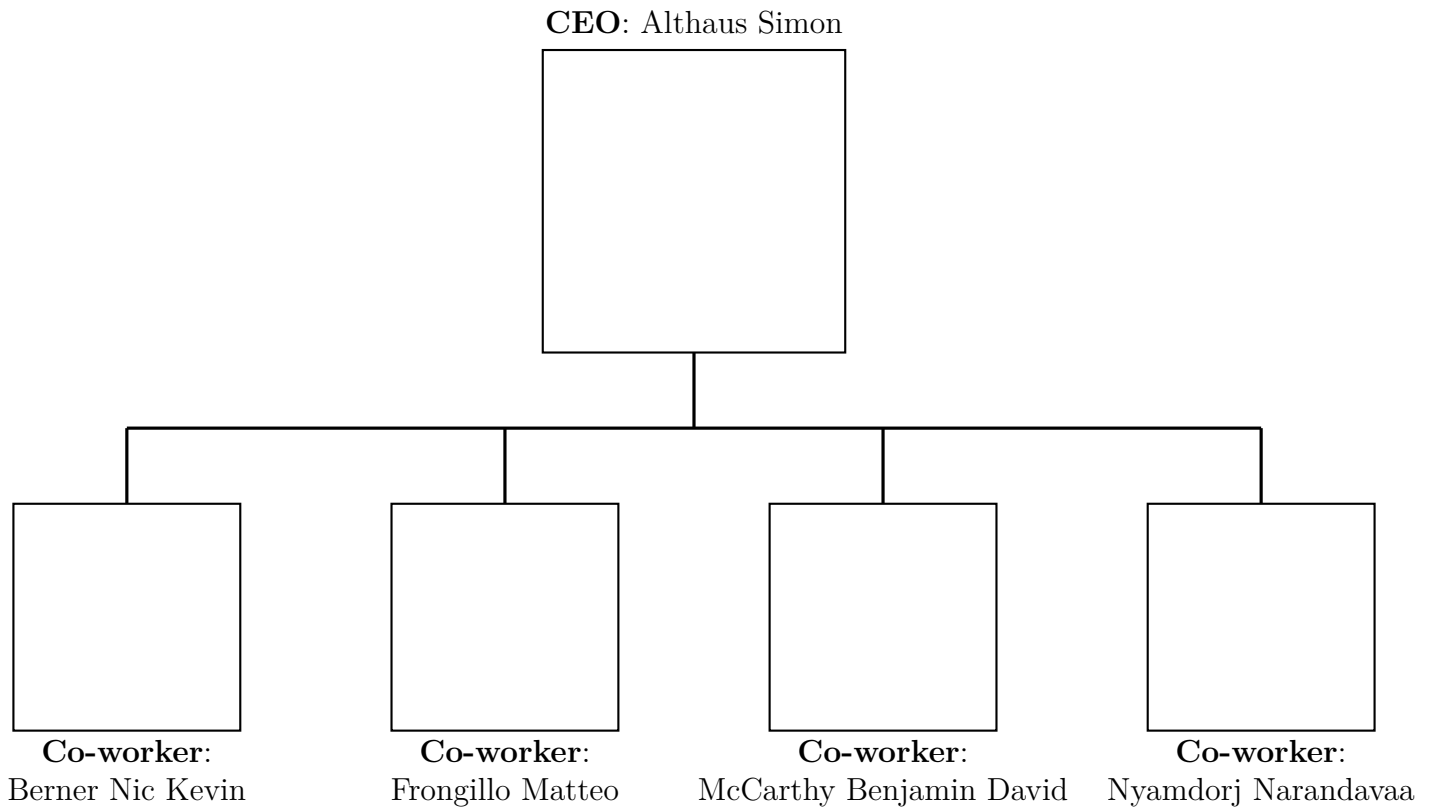 CEO: Althaus Simon
Co-worker:
Berner Nic Kevin
Co-worker:
Frongillo Matteo
Co-worker:
McCarthy Benjamin David
Co-worker:
Nyamdorj Narandavaa